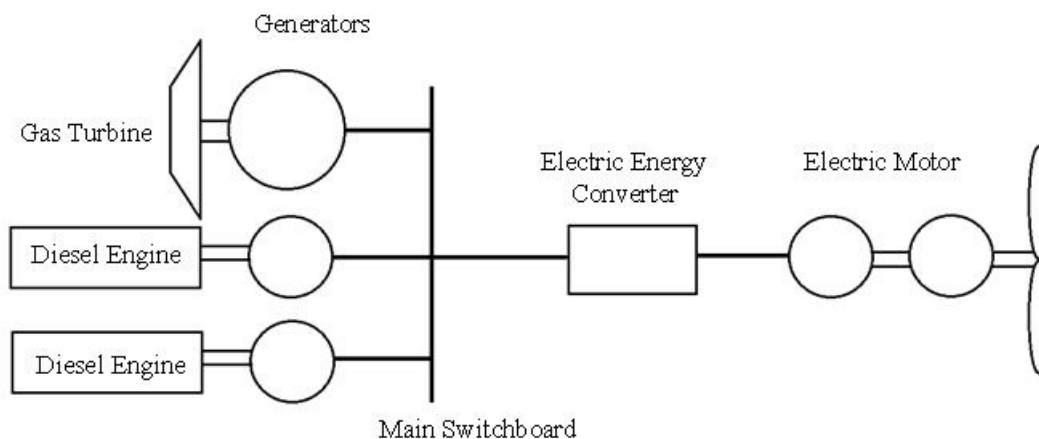 Generators
Gas Turbine
Electric Energy
Converter
Electric Motor
Diesel Engine
Diesel Engine
Main Switchboard